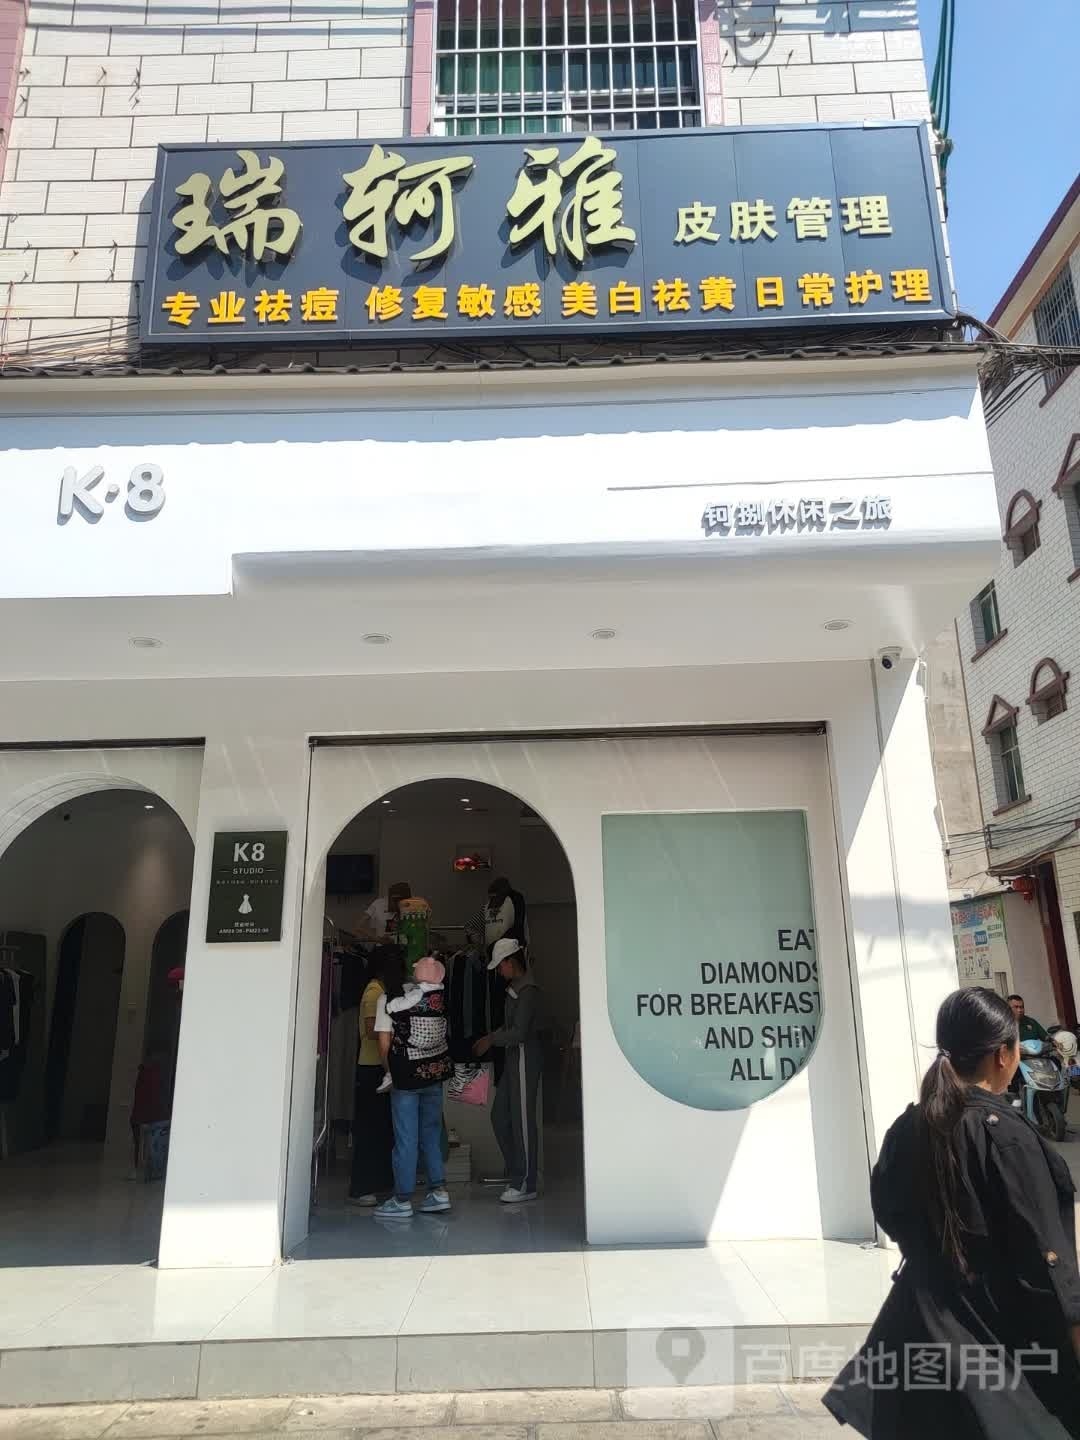 瑞轲雅 皮肤管理
专业祛痘 修复敏感 美白祛黄 日常护理
K·8
钶捌休闲之旅
K8
STUDIO
EAT
DIAMONDS
FOR BREAKFAST
AND SHIN
ALL DA
百度地图用户